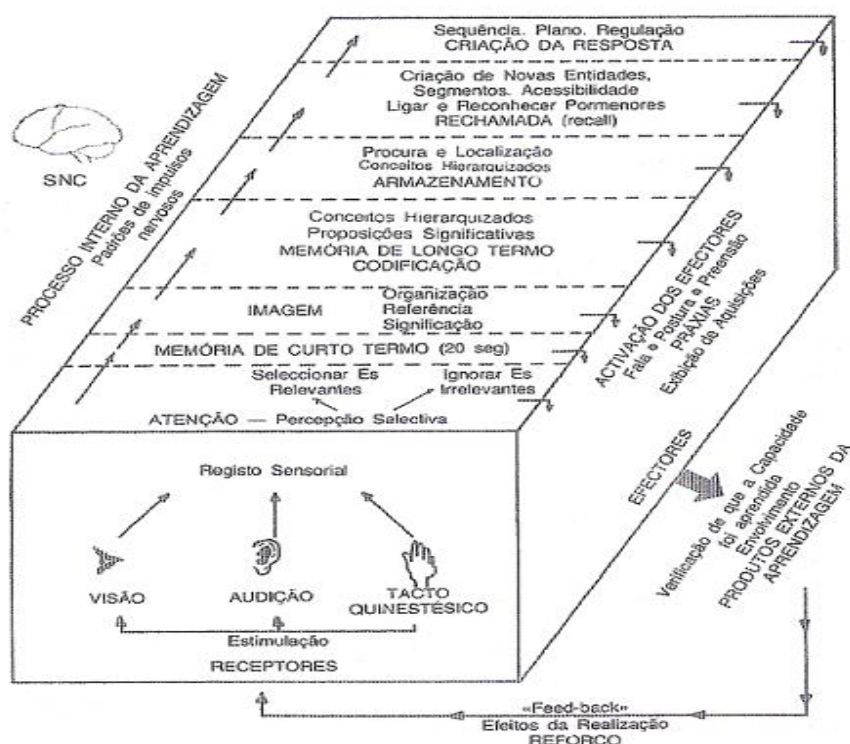 Sequência. Plano. Regulação
CRIAÇÃO DA RESPOSTA
Criação de Novas Entidades,
Segmentos. Acessibilidade
Ligar e Reconhecer Pormenores
RECHAMADA (recall)
Procura e Localização
Conceitos Hierarquizados
ARMAZENAMENTO
Conceitos Hierarquizados
Proposições Significativas
MEMÓRIA DE LONGO TERMO
CODIFICAÇÃO
IMAGEM
Organização
Referência
Significação
MEMÓRIA DE CURTO TERMO (20 seg)
Seleccionar Es
Relevantes
Ignorar Es
Irrelevantes
ATENÇÃO — Percepção Selectiva
SNC
PROCESSO INTERNO DA APRENDIZAGEM
Padrões de impulsos
nervosos
ACTIVAÇÃO DOS EFECTORES
Fala e Postura e Preensão
PRÁXIAS
Exibição de Aquisições
Registo Sensorial
VISÃO
AUDIÇÃO
TACTO
QUINESTÉSICO
Estimulação
RECEPTORES
EFECTORES
Verificação de que a Capacidade
foi aprendida
Envolvimento
PRODUTOS EXTERNOS DA
APRENDIZAGEM
«Feed-back»
Efeitos da Realização
REFORÇO